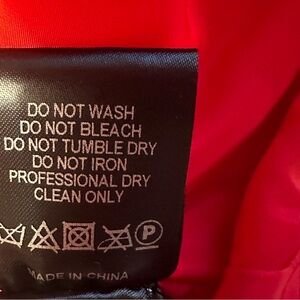 DO NOT WASH
DO NOT BLEACH
DO NOT TUMBLE DRY
DO NOT IRON
PROFESSIONAL DRY
CLEAN ONLY
P
MADE IN CHINA